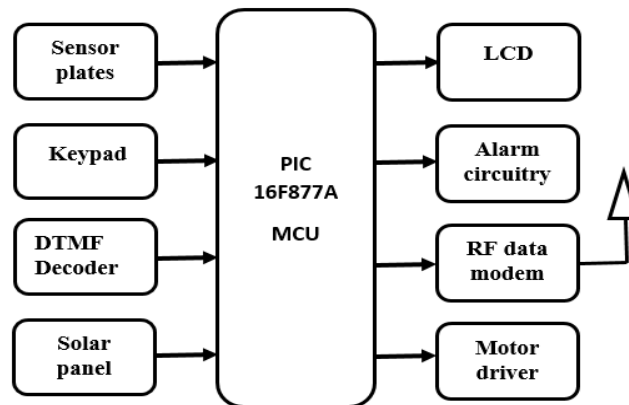 Sensor
plates
Keypad
DTMF
Decoder
Solar
panel
PIC
16F877A
MCU
LCD
Alarm
circuitry
RF data
modem
Motor
driver